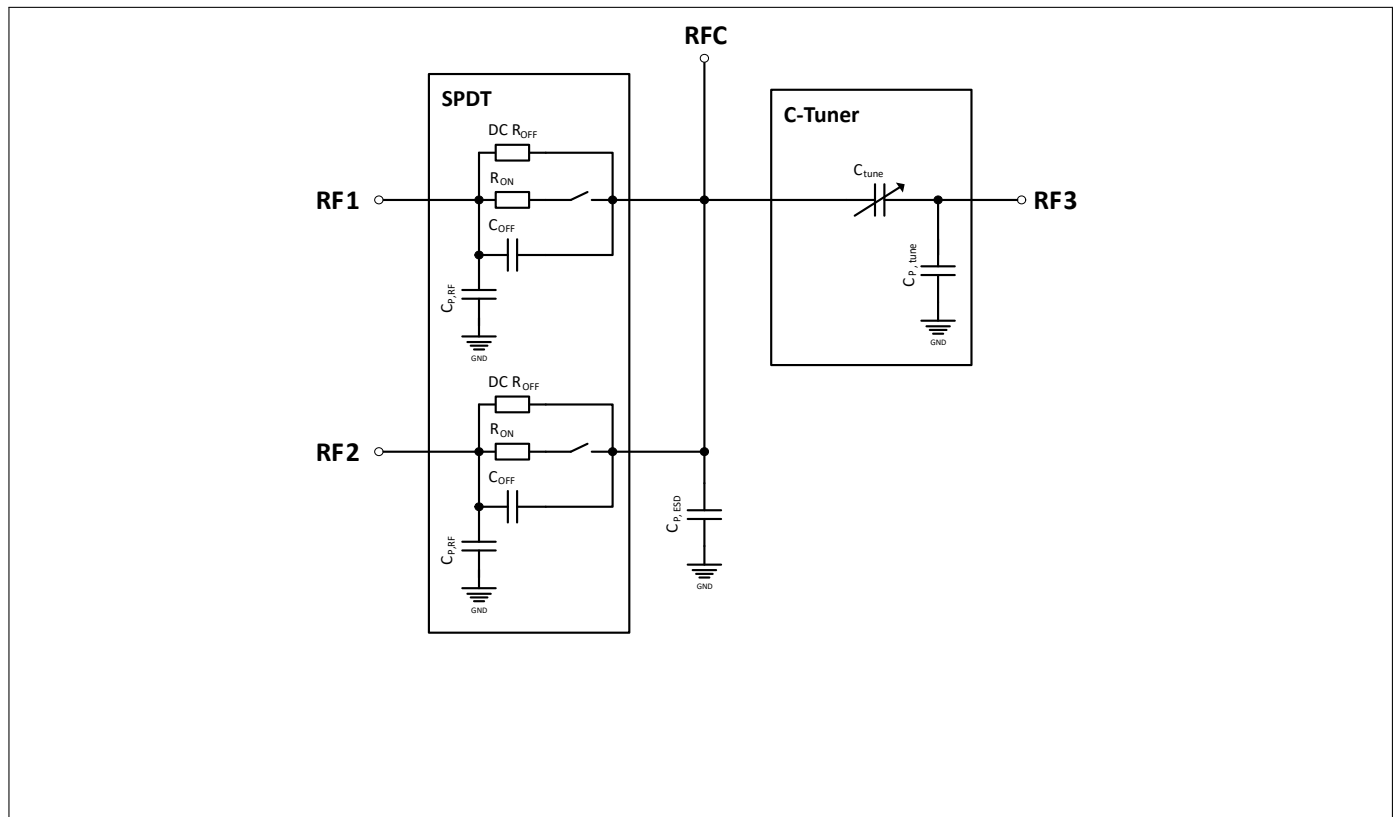 RFC
SPDT
C-Tuner
DC ROFF
Ctune
RON
RF1
RF3
COFF
CP, tune
CP,RF
GND
GND
DC ROFF
RON
RF2
COFF
CP, ESD
CP,RF
GND
GND